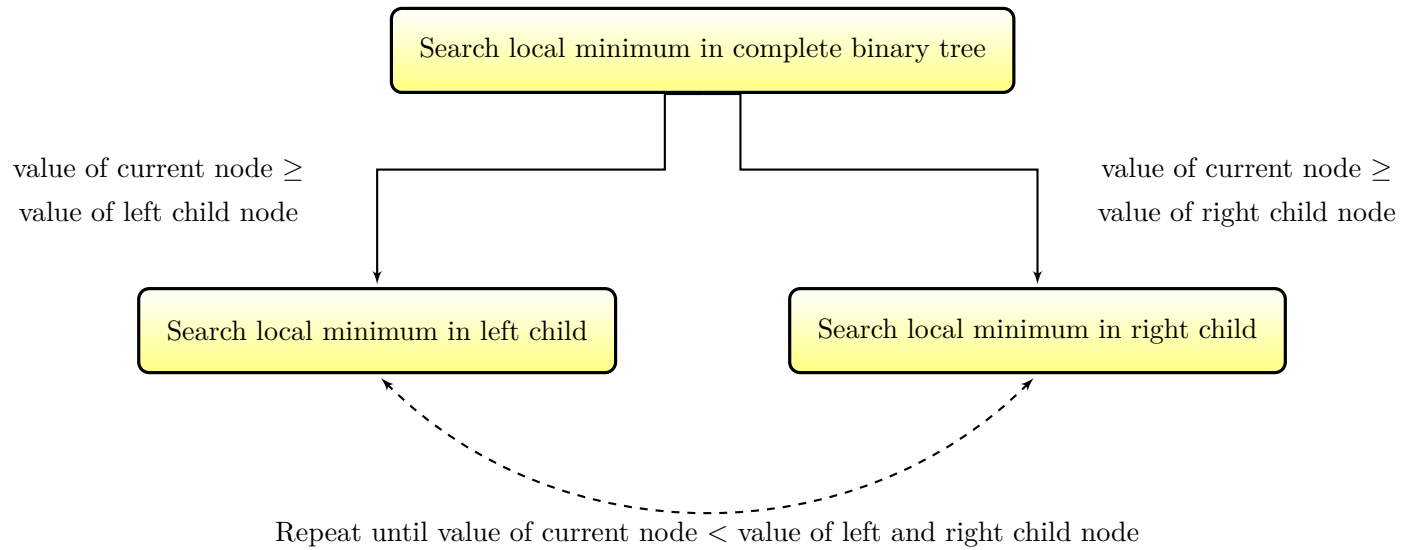 Search local minimum in complete binary tree
value of current node ≥
value of left child node
value of current node ≥
value of right child node
Search local minimum in left child
Search local minimum in right child
Repeat until value of current node < value of left and right child node